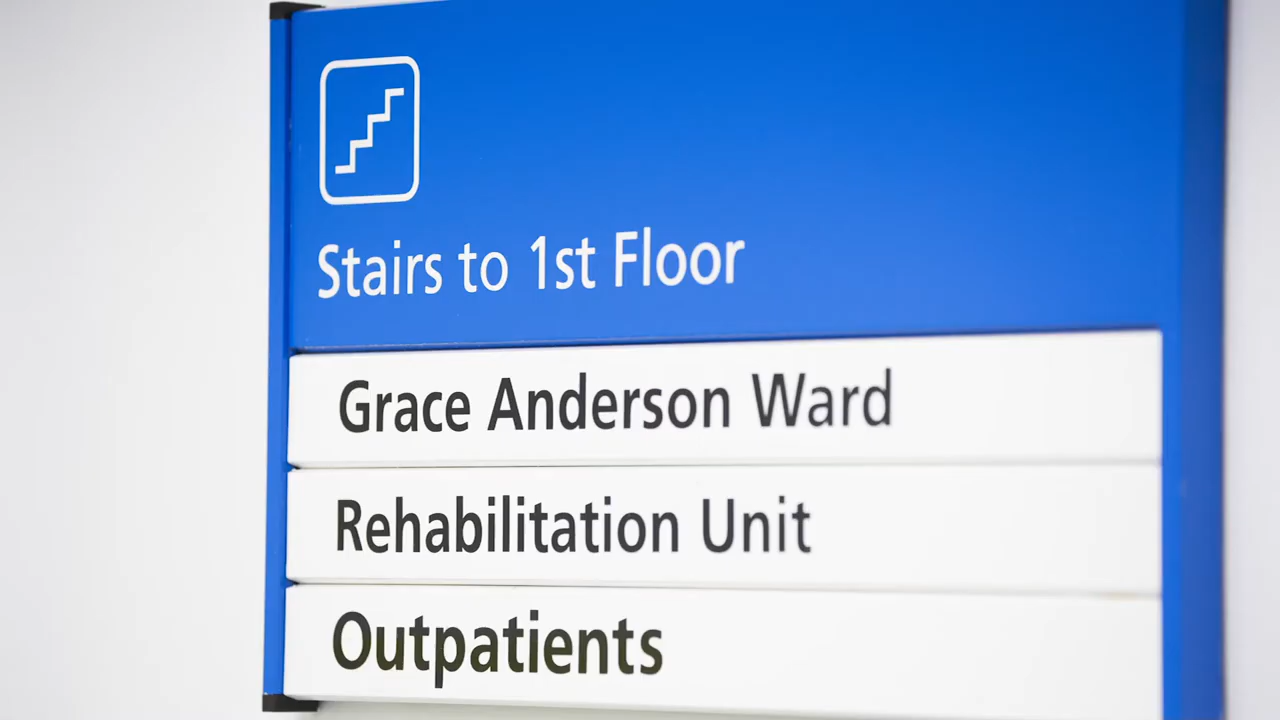 Stairs to 1st Floor
Grace Anderson Ward
Rehabilitation Unit
Outpatients